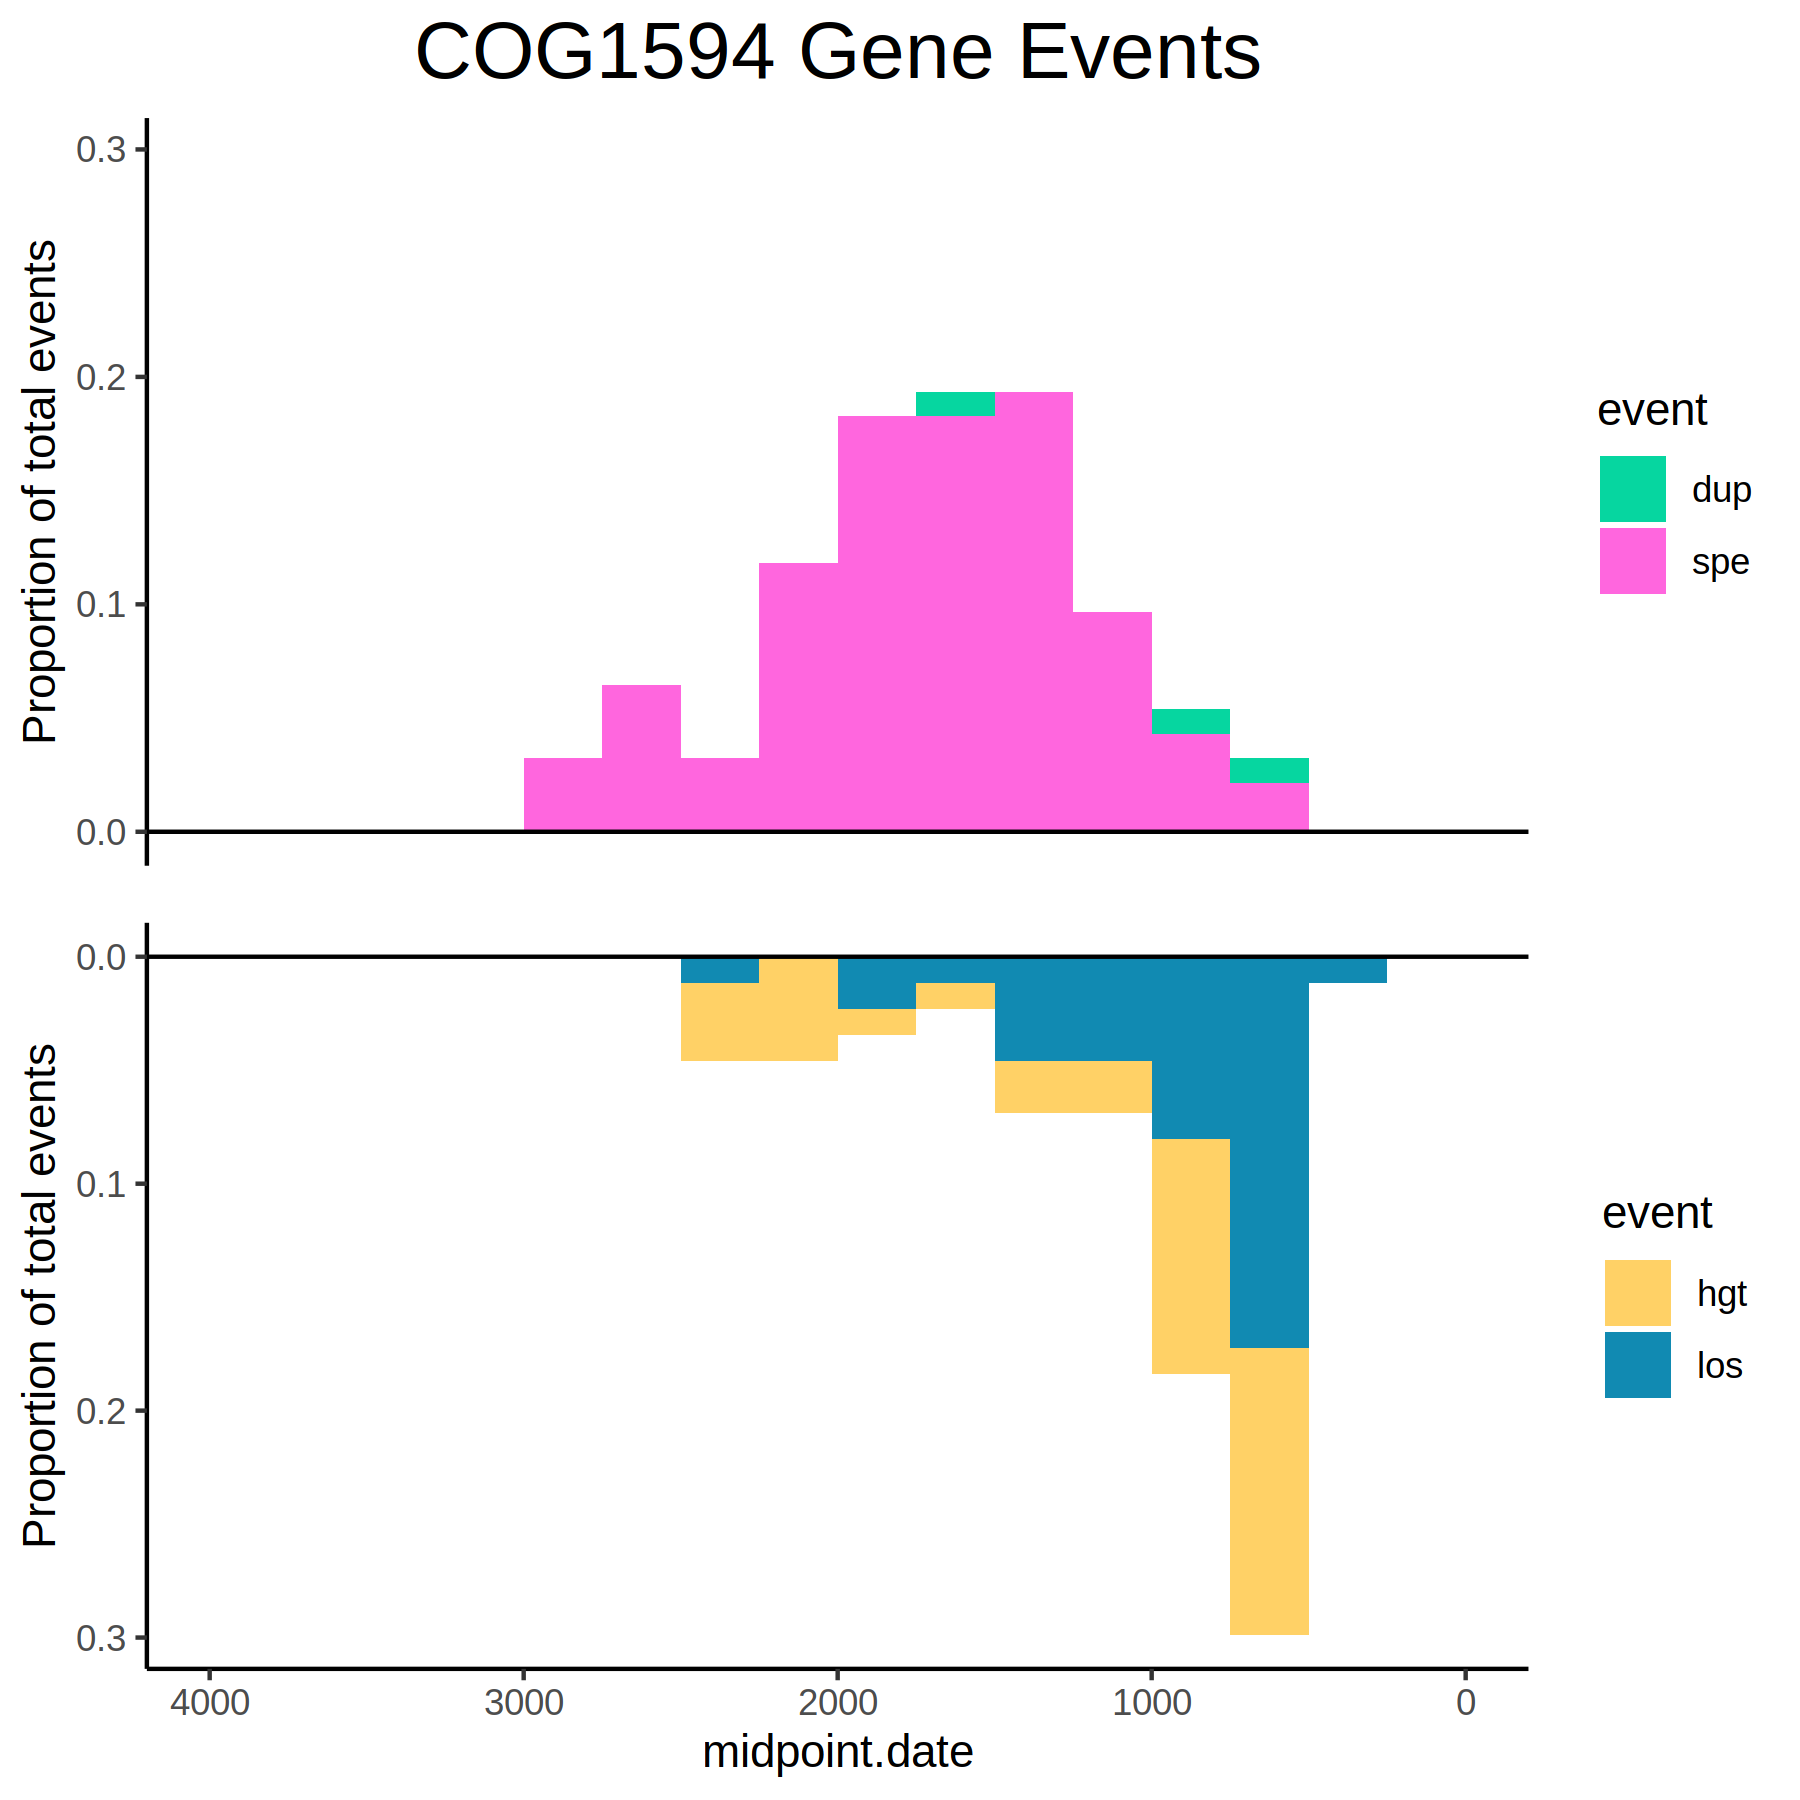 COG1594 Gene Events
0.3
0.2
0.1
0.0
Proportion of total events
event
dup
spe
0.0
0.1
0.2
0.3
Proportion of total events
event
hgt
los
4000 3000 2000 1000 0
midpoint.date